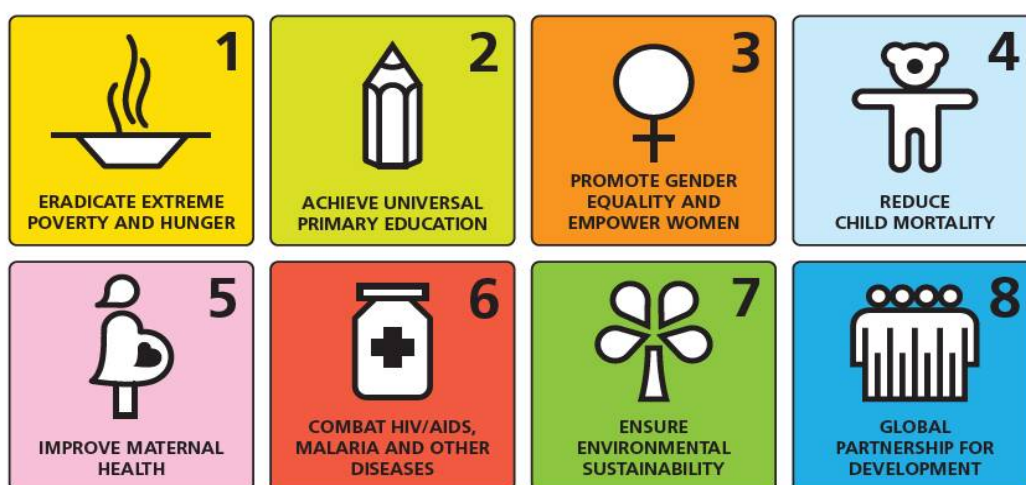 1
ERADICATE EXTREME
POVERTY AND HUNGER
2
ACHIEVE UNIVERSAL
PRIMARY EDUCATION
3
PROMOTE GENDER
EQUALITY AND
EMPOWER WOMEN
4
REDUCE
CHILD MORTALITY
5
IMPROVE MATERNAL
HEALTH
6
COMBAT HIV/AIDS,
MALARIA AND OTHER
DISEASES
7
ENSURE
ENVIRONMENTAL
SUSTAINABILITY
8
GLOBAL
PARTNERSHIP FOR
DEVELOPMENT